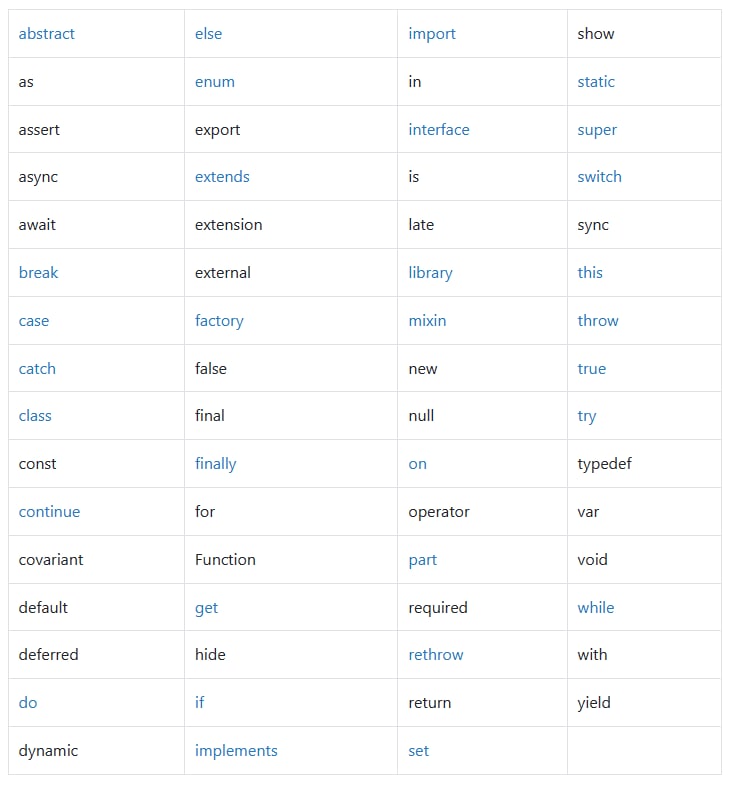 abstract else import show
as enum in static
assert export interface super
async extends is switch
await extension late sync
break external library this
case factory mixin throw
catch false new true
class final null try
const finally on typedef
continue for operator var
covariant Function part void
default get required while
deferred hide rethrow with
do if return yield
dynamic implements set